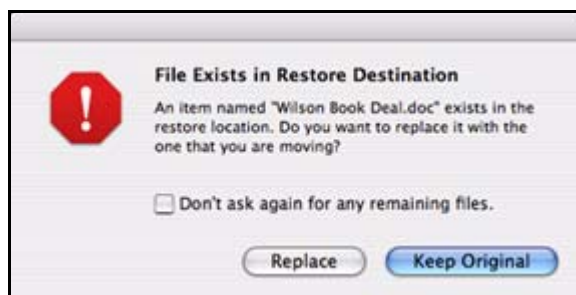 File Exists in Restore Destination
An item named "Wilson Book Deal.doc" exists in the
restore location. Do you want to replace it with the
one that you are moving?
Don't ask again for any remaining files.
Replace Keep Original